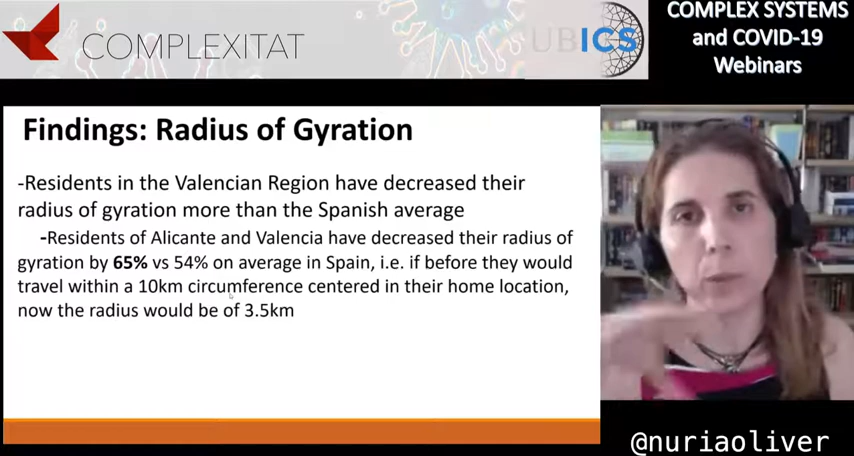 COMPLEXITAT
UBICS
COMPLEX SYSTEMS
and COVID-19
Webinars
Findings: Radius of Gyration
-Residents in the Valencian Region have decreased their
radius of gyration more than the Spanish average
-Residents of Alicante and Valencia have decreased their radius of
gyration by 65% vs 54% on average in Spain, i.e. if before they would
travel within a 10km circumference centered in their home location,
now the radius would be of 3.5km
@nuriaoliver